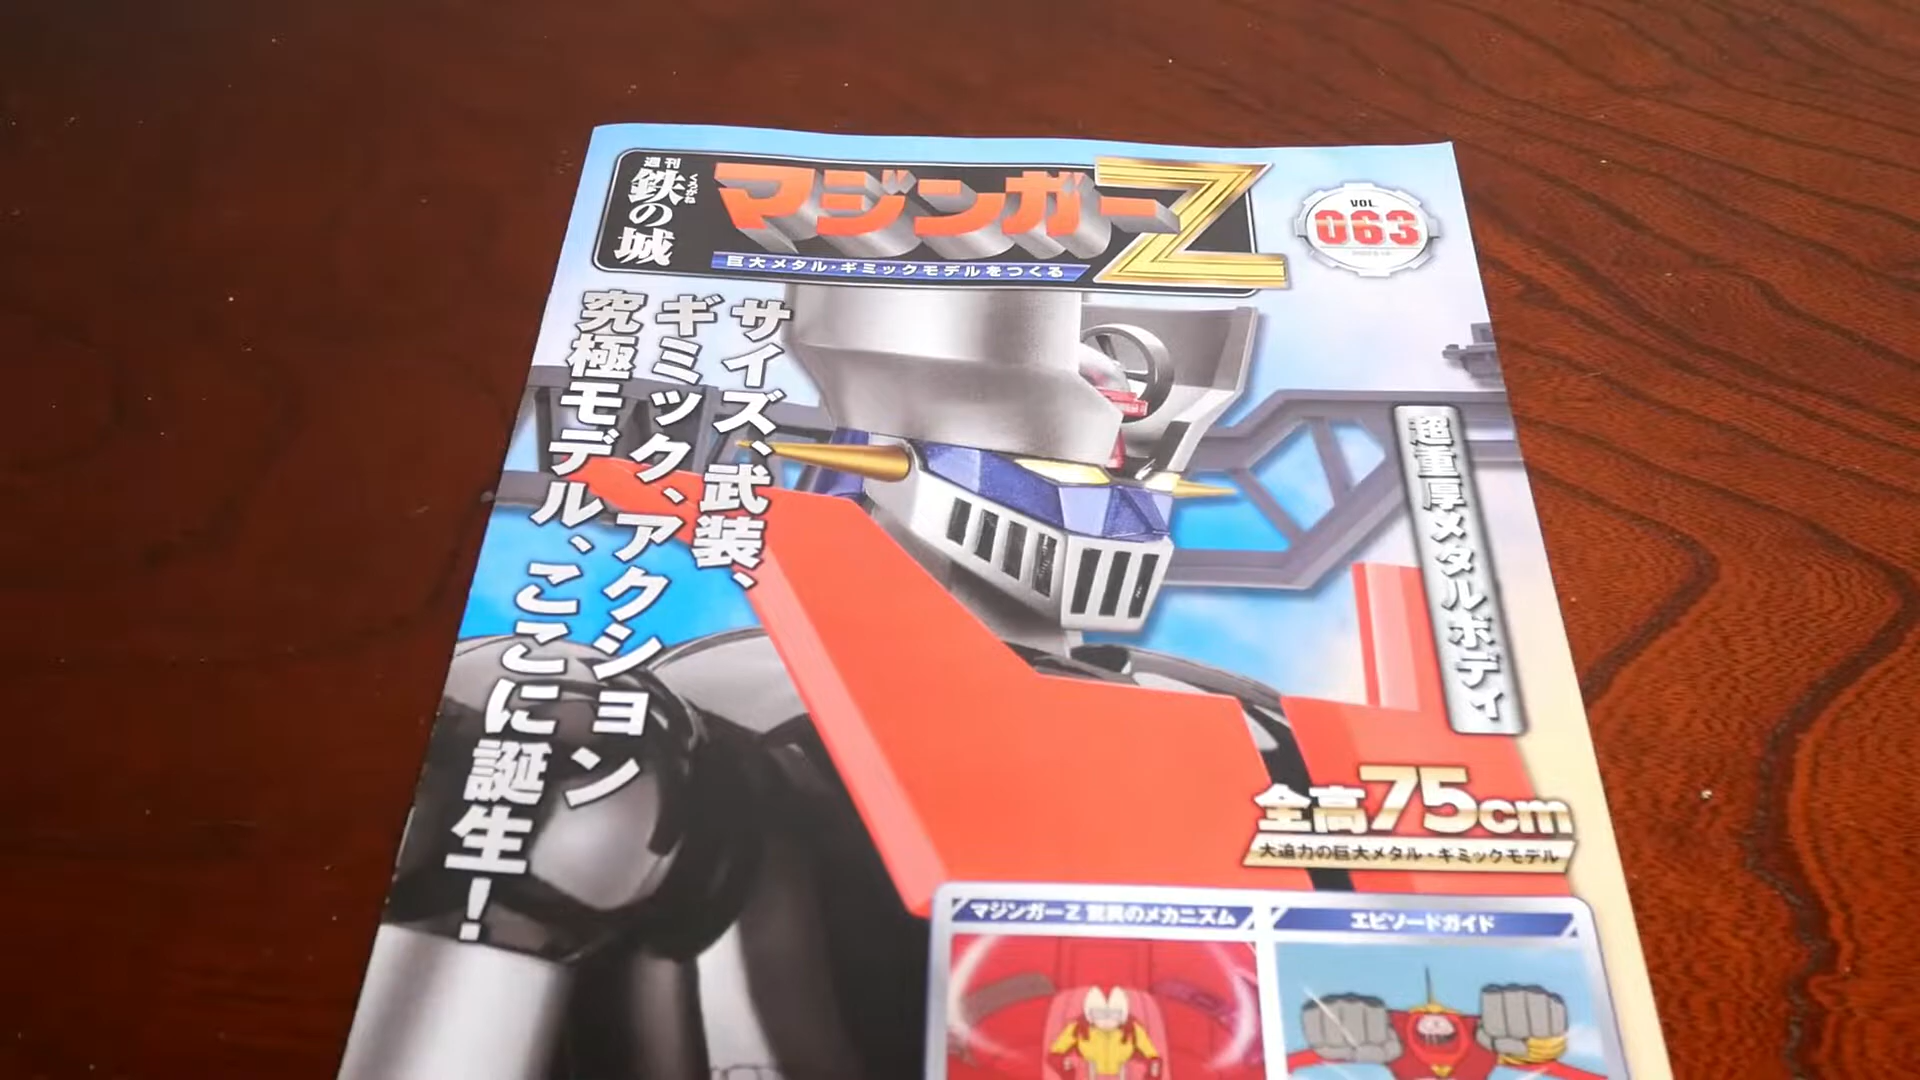 週刊
鉄の城
くろがね
マジンガーZ
巨大メタル・ギミックモデルをつくる
VOL.
063
サイズ、武装、
ギミック、アクション
究極モデル、ここに誕生！
超重厚メタルボディ
全高75cm
大迫力の巨大メタル・ギミックモデル
マジンガーZ 驚異のメカニズム
エピソードガイド